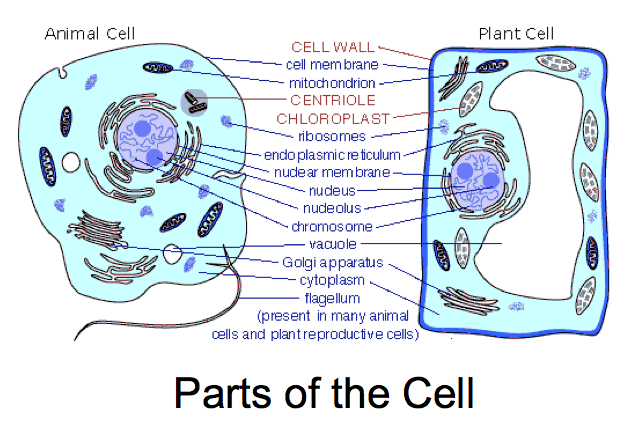 Animal Cell
Plant Cell
CELL WALL
cell membrane
mitochondrion
CENTRIOLE
CHLOROPLAST
ribosomes
endoplasmic reticulum
nuclear membrane
nucleus
nucleolus
chromosome
vacuole
Golgi apparatus
cytoplasm
flagellum
(present in many animal
cells and plant reproductive cells)
Parts of the Cell